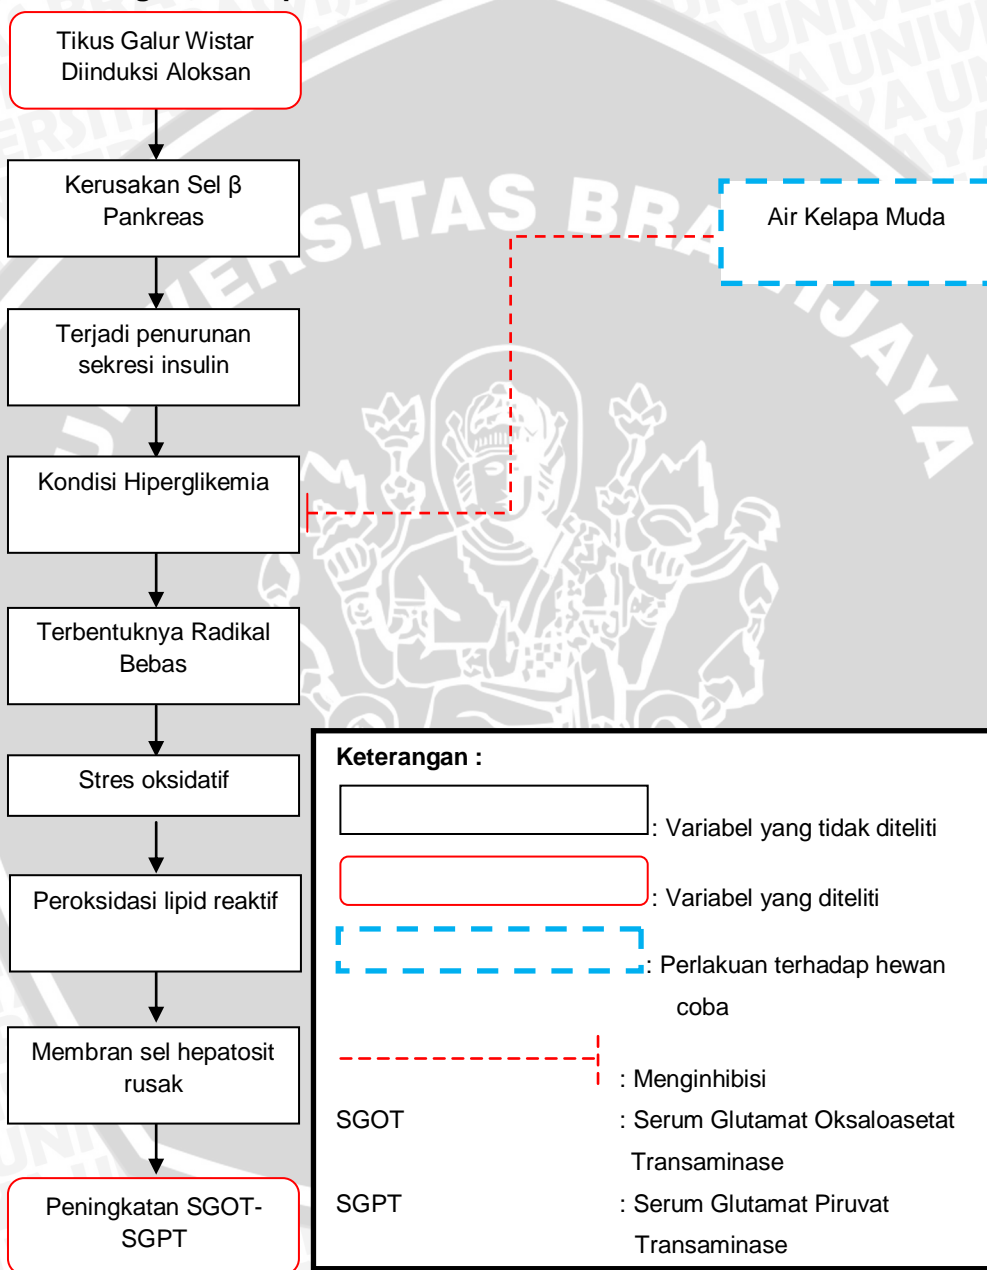 Tikus Galur Wistar
Diinduksi Aloksan
Kerusakan Sel β
Pankreas
Air Kelapa Muda
Terjadi penurunan
sekresi insulin
Kondisi Hiperglikemia
Terbentuknya Radikal
Bebas
Stres oksidatif
Peroksidasi lipid reaktif
Membran sel hepatosit
rusak
Peningkatan SGOT-
SGPT
Keterangan :
: Variabel yang tidak diteliti
: Variabel yang diteliti
: Perlakuan terhadap hewan
coba
: Menginhibisi
SGOT : Serum Glutamat Oksaloasetat
Transaminase
SGPT : Serum Glutamat Piruvat
Transaminase
UNIVERSITAS BRAWIJAYA